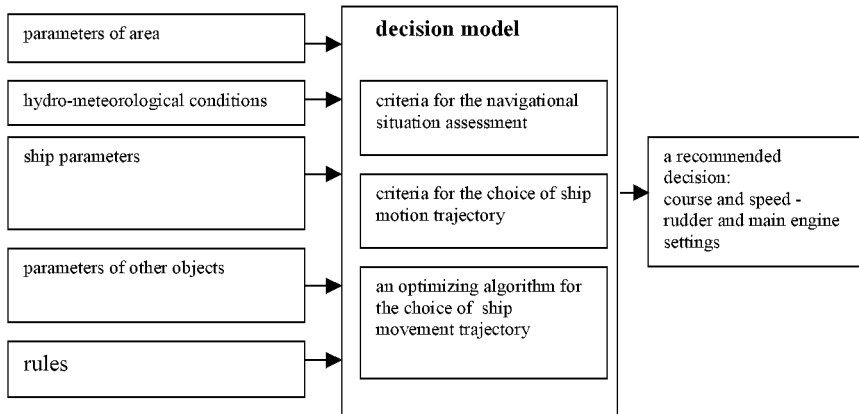 parameters of area
hydro-meteorological conditions
ship parameters
parameters of other objects
rules
decision model
criteria for the navigational
situation assessment
criteria for the choice of ship
motion trajectory
an optimizing algorithm for
the choice of ship
movement trajectory
a recommended
decision:
course and speed -
rudder and main engine
settings